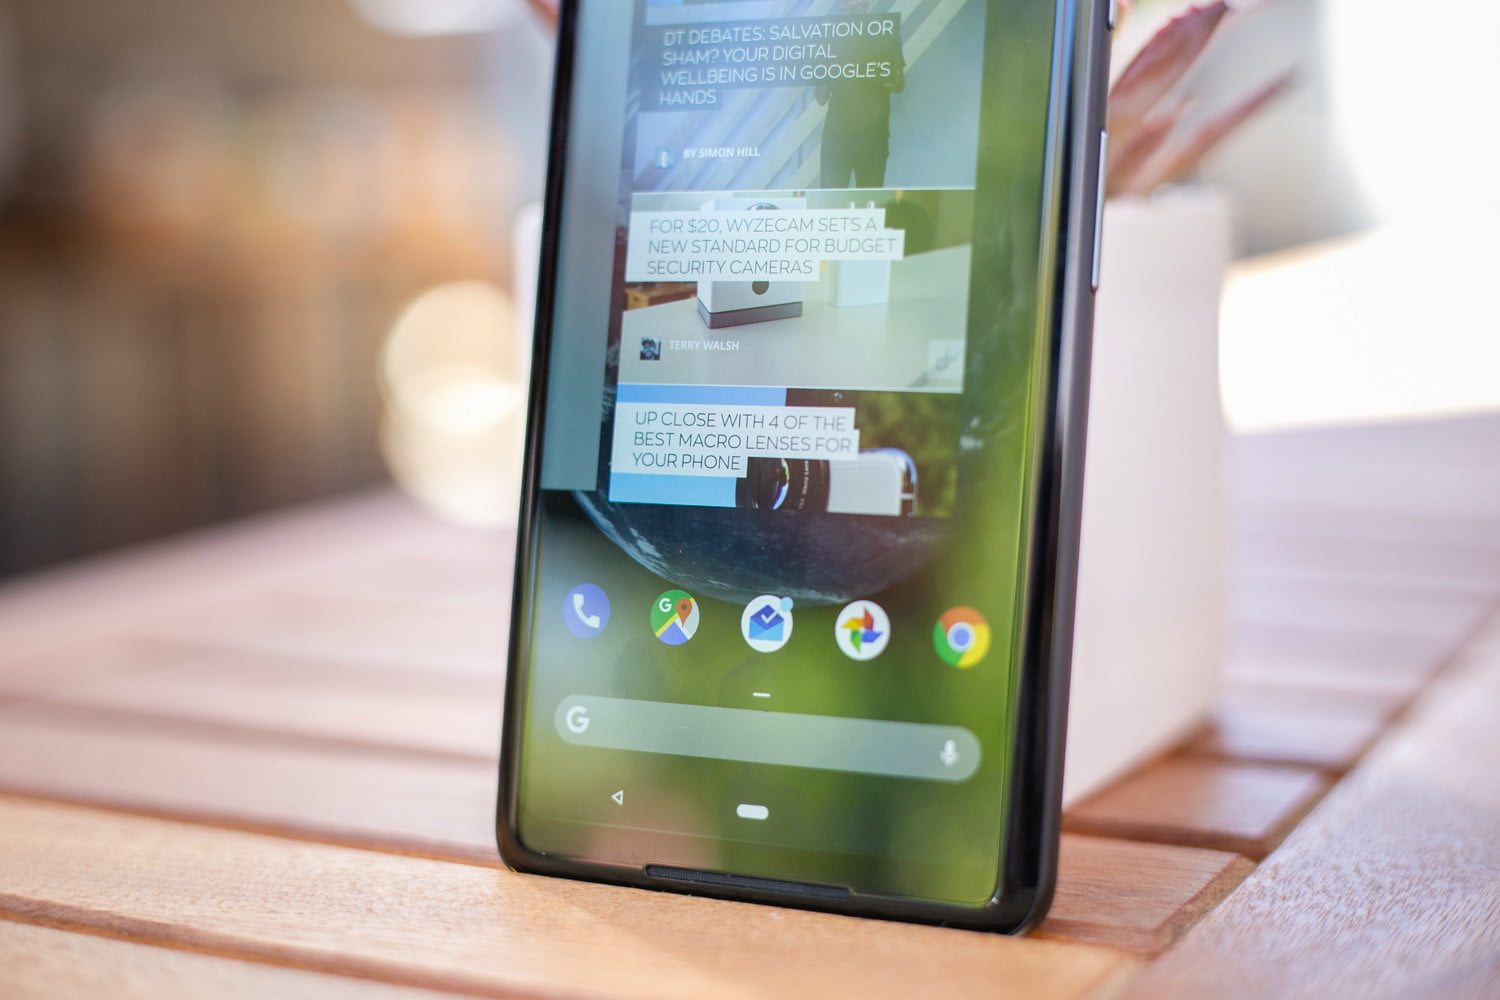 DT DEBATES: SALVATION OR
SHAM? YOUR DIGITAL
WELLBEING IS IN GOOGLE'S
HANDS
BY SIMON HILL
FOR $20, WYZECAM SETS A
NEW STANDARD FOR BUDGET
SECURITY CAMERAS
TERRY WALSH
UP CLOSE WITH 4 OF THE
BEST MACRO LENSES FOR
YOUR PHONE
G
G